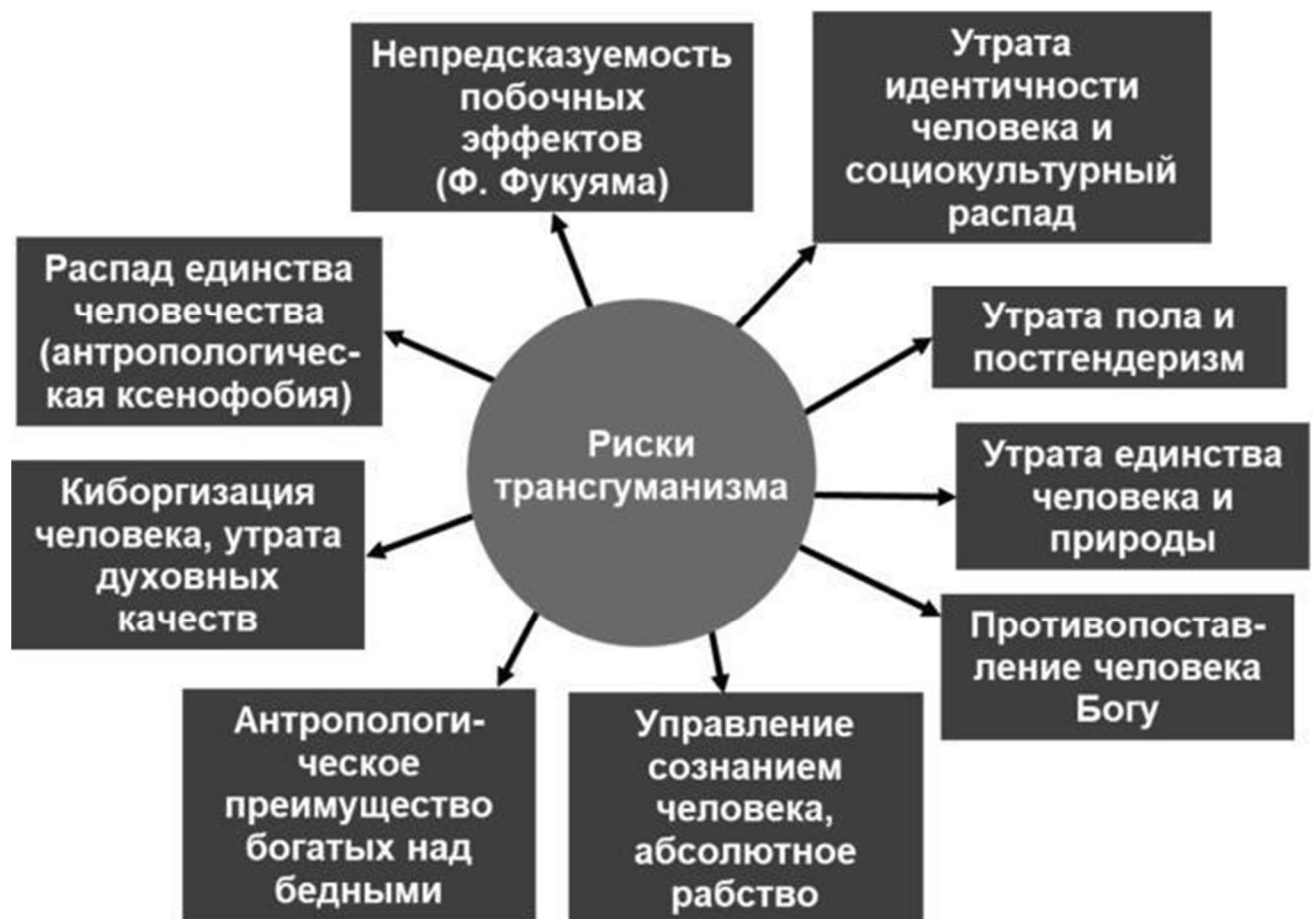 Непредсказуемость
побочных
эффектов
(Ф. Фукуяма)
Утрата
идентичности
человека и
социокультурный
распад
Распад единства
человечества
(антропологичес-
кая ксенофобия)
Утрата пола и
постгендеризм
Риски
трансгуманизма
Утрата единства
человека и
природы
Киборгизация
человека, утрата
духовных
качеств
Противопостав-
ление человека
Богу
Антропологи-
ческое
преимущество
богатых над
бедными
Управление
сознанием
человека,
абсолютное
рабство